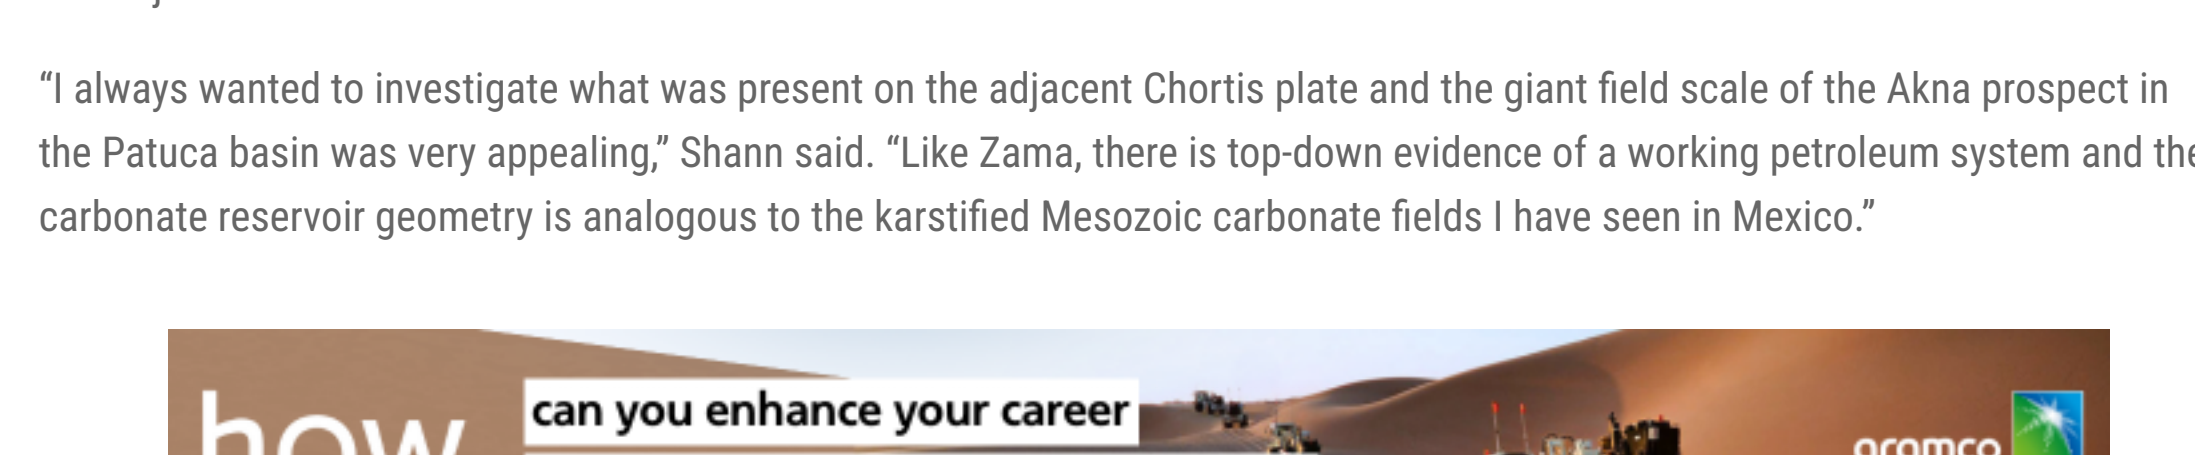 “I always wanted to investigate what was present on the adjacent Chortis plate and the giant field scale of the Akna prospect in
the Patuca basin was very appealing,” Shann said. “Like Zama, there is top-down evidence of a working petroleum system and the
carbonate reservoir geometry is analogous to the karstified Mesozoic carbonate fields I have seen in Mexico.”
how
can you enhance your career
aramco